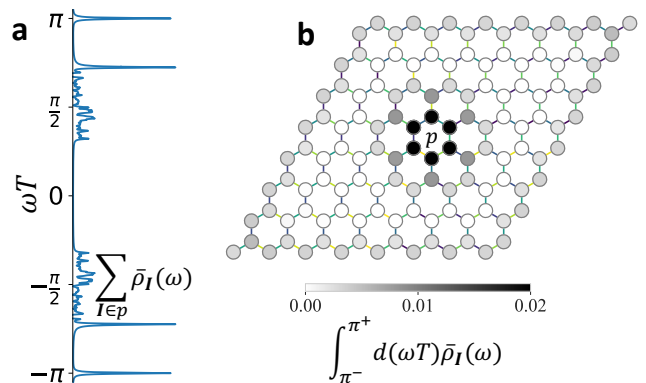 a
b
π
π/2
0
-π/2
-π
ωT
∑_{I∈p} ρ̄_I(ω)
p
0.00 0.01 0.02
∫_{π⁻}^{π⁺} d(ωT)ρ̄_I(ω)